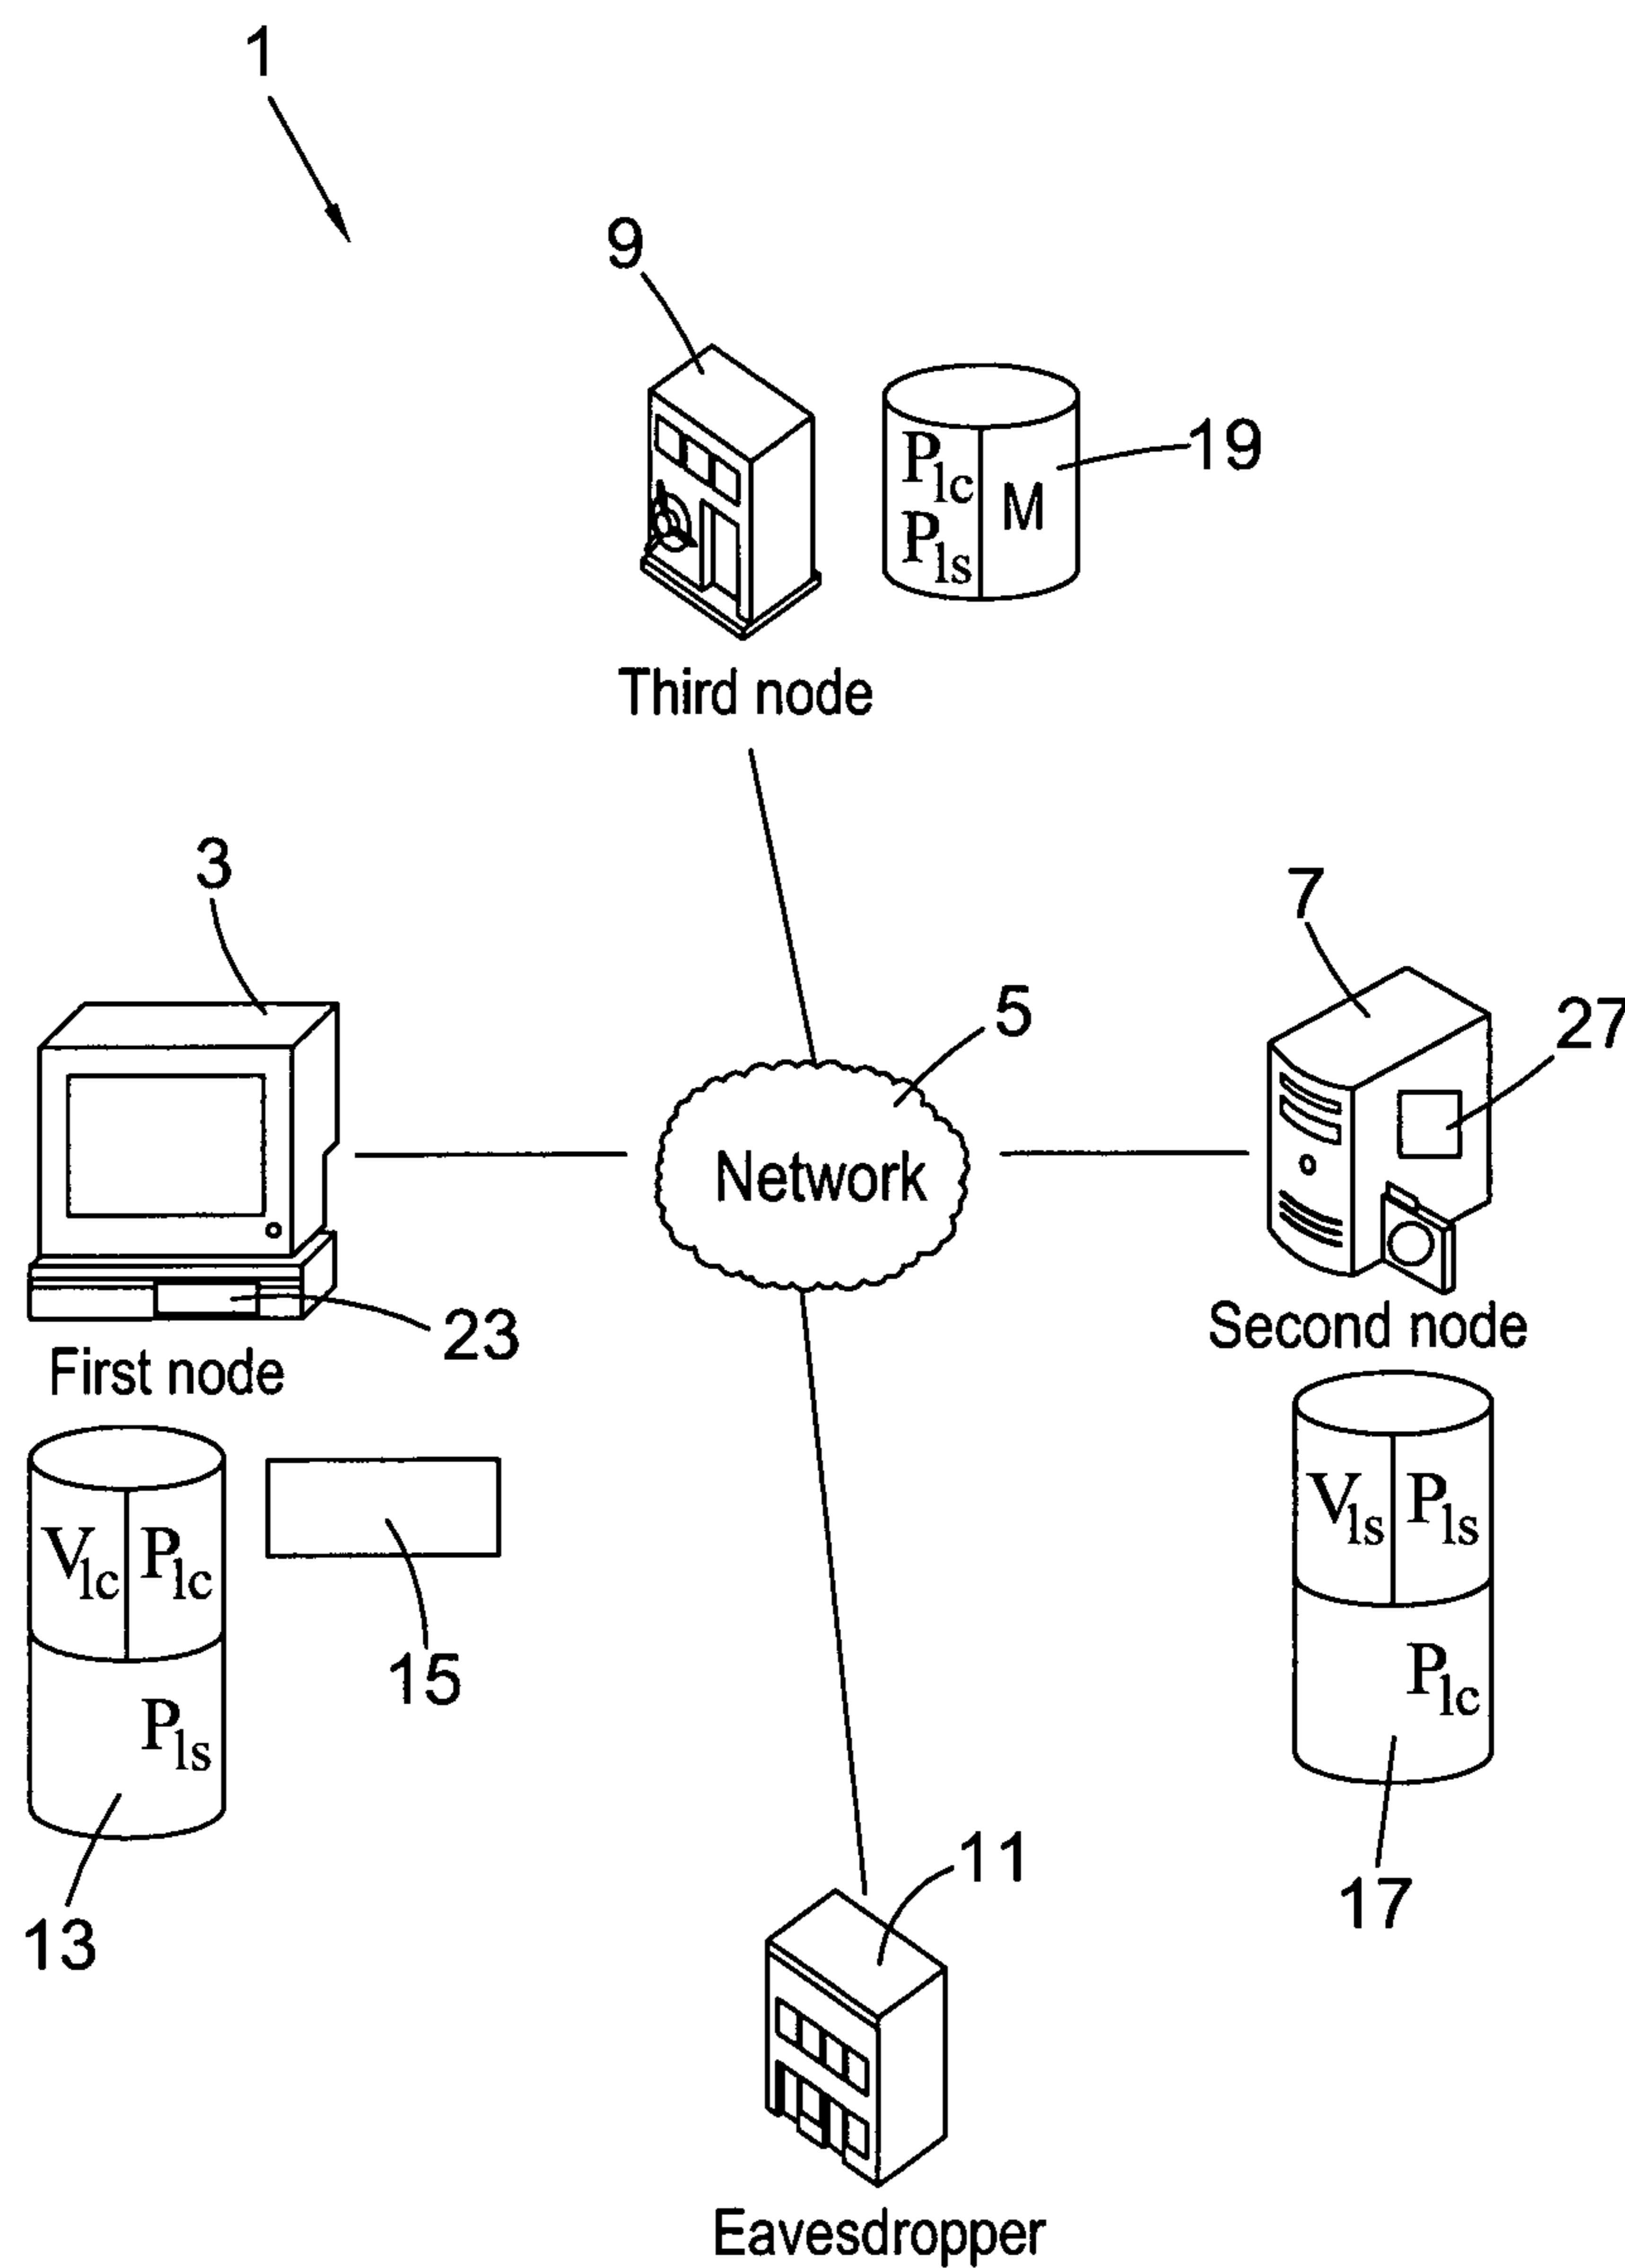 1
9
P1c
M
19
P1s
Third node
3
7
5
27
Network
23
First node
Second node
V1c P1c
15
P1s
13
V1s P1s
P1c
17
11
Eavesdropper